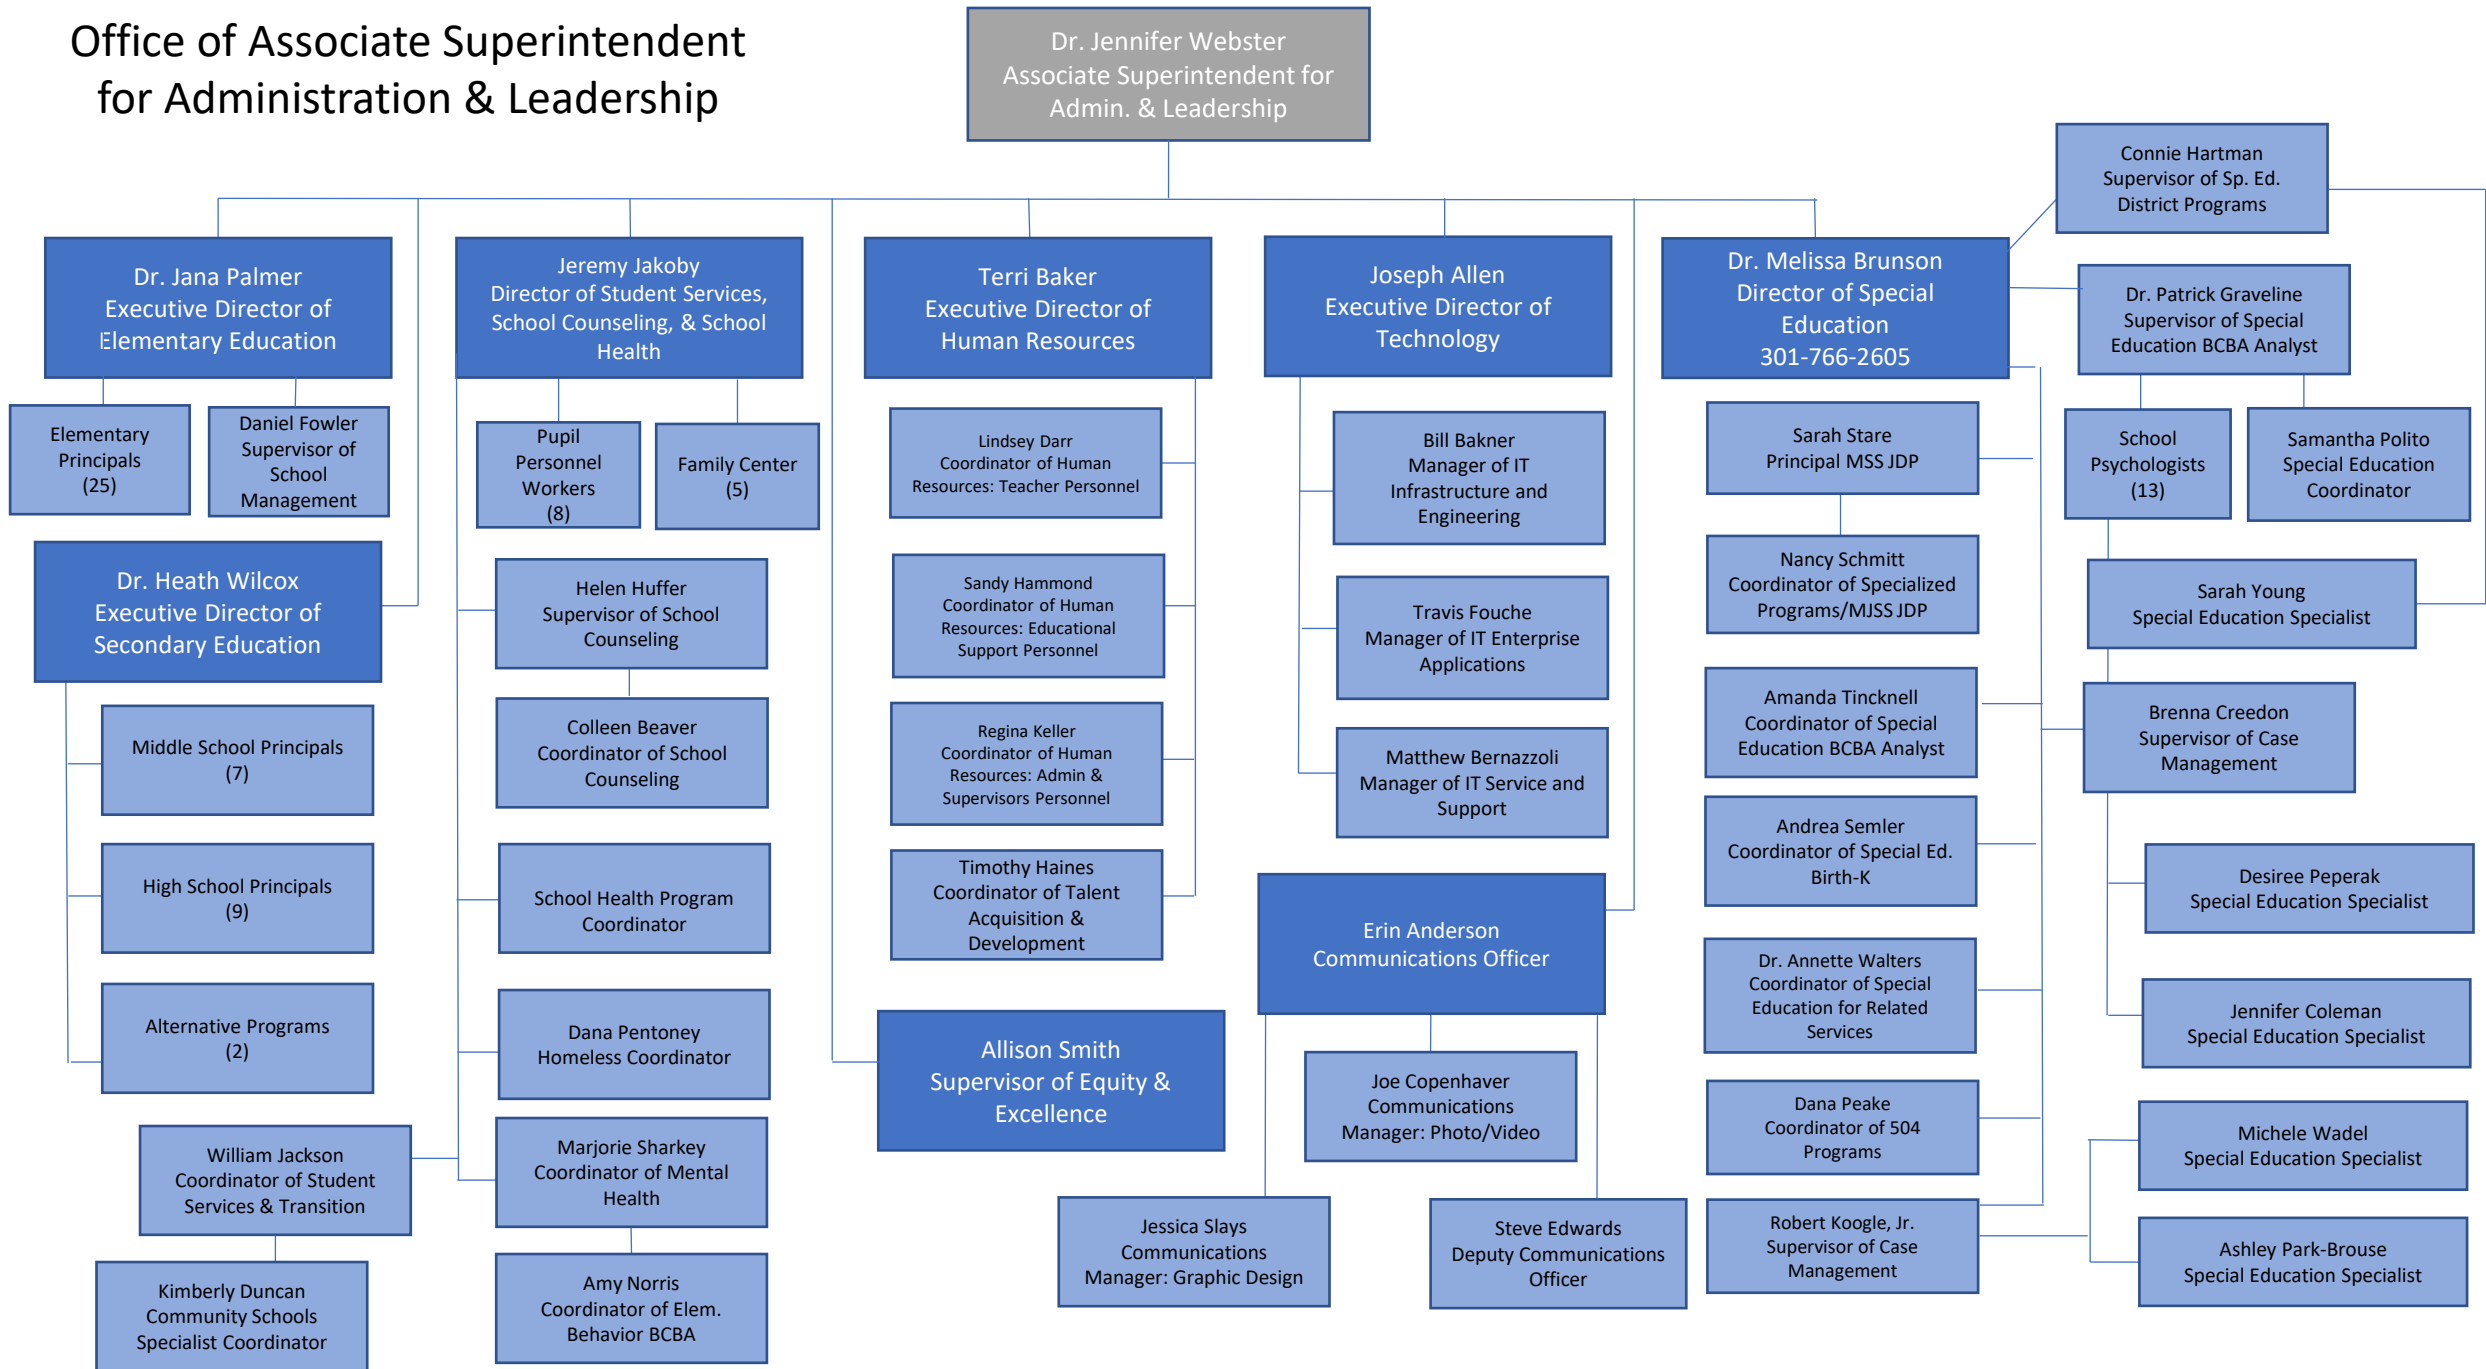 Office of Associate Superintendent
for Administration & Leadership
Dr. Jennifer Webster
Associate Superintendent for
Admin. & Leadership
Connie Hartman
Supervisor of Sp. Ed.
District Programs
Dr. Jana Palmer
Executive Director of
Elementary Education
Jeremy Jakoby
Director of Student Services,
School Counseling, & School
Health
Terri Baker
Executive Director of
Human Resources
Joseph Allen
Executive Director of
Technology
Dr. Melissa Brunson
Director of Special
Education
301-766-2605
Dr. Patrick Graveline
Supervisor of Special
Education BCBA Analyst
Elementary
Principals
(25)
Daniel Fowler
Supervisor of
School
Management
Pupil
Personnel
Workers
(8)
Family Center
(5)
Lindsey Darr
Coordinator of Human
Resources: Teacher Personnel
Bill Bakner
Manager of IT
Infrastructure and
Engineering
Sarah Stare
Principal MSS JDP
School
Psychologists
(13)
Samantha Polito
Special Education
Coordinator
Dr. Heath Wilcox
Executive Director of
Secondary Education
Helen Huffer
Supervisor of School
Counseling
Sandy Hammond
Coordinator of Human
Resources: Educational
Support Personnel
Travis Fouche
Manager of IT Enterprise
Applications
Nancy Schmitt
Coordinator of Specialized
Programs/MJSS JDP
Sarah Young
Special Education Specialist
Middle School Principals
(7)
Colleen Beaver
Coordinator of School
Counseling
Regina Keller
Coordinator of Human
Resources: Admin &
Supervisors Personnel
Matthew Bernazzoli
Manager of IT Service and
Support
Amanda Tincknell
Coordinator of Special
Education BCBA Analyst
Brenna Creedon
Supervisor of Case
Management
High School Principals
(9)
School Health Program
Coordinator
Timothy Haines
Coordinator of Talent
Acquisition &
Development
Erin Anderson
Communications Officer
Andrea Semler
Coordinator of Special Ed.
Birth-K
Desiree Peperak
Special Education Specialist
Alternative Programs
(2)
Dana Pentoney
Homeless Coordinator
Allison Smith
Supervisor of Equity &
Excellence
Joe Copenhaver
Communications
Manager: Photo/Video
Dr. Annette Walters
Coordinator of Special
Education for Related
Services
Jennifer Coleman
Special Education Specialist
William Jackson
Coordinator of Student
Services & Transition
Marjorie Sharkey
Coordinator of Mental
Health
Dana Peake
Coordinator of 504
Programs
Michele Wadel
Special Education Specialist
Jessica Slays
Communications
Manager: Graphic Design
Steve Edwards
Deputy Communications
Officer
Robert Koogle, Jr.
Supervisor of Case
Management
Ashley Park-Brouse
Special Education Specialist
Kimberly Duncan
Community Schools
Specialist Coordinator
Amy Norris
Coordinator of Elem.
Behavior BCBA